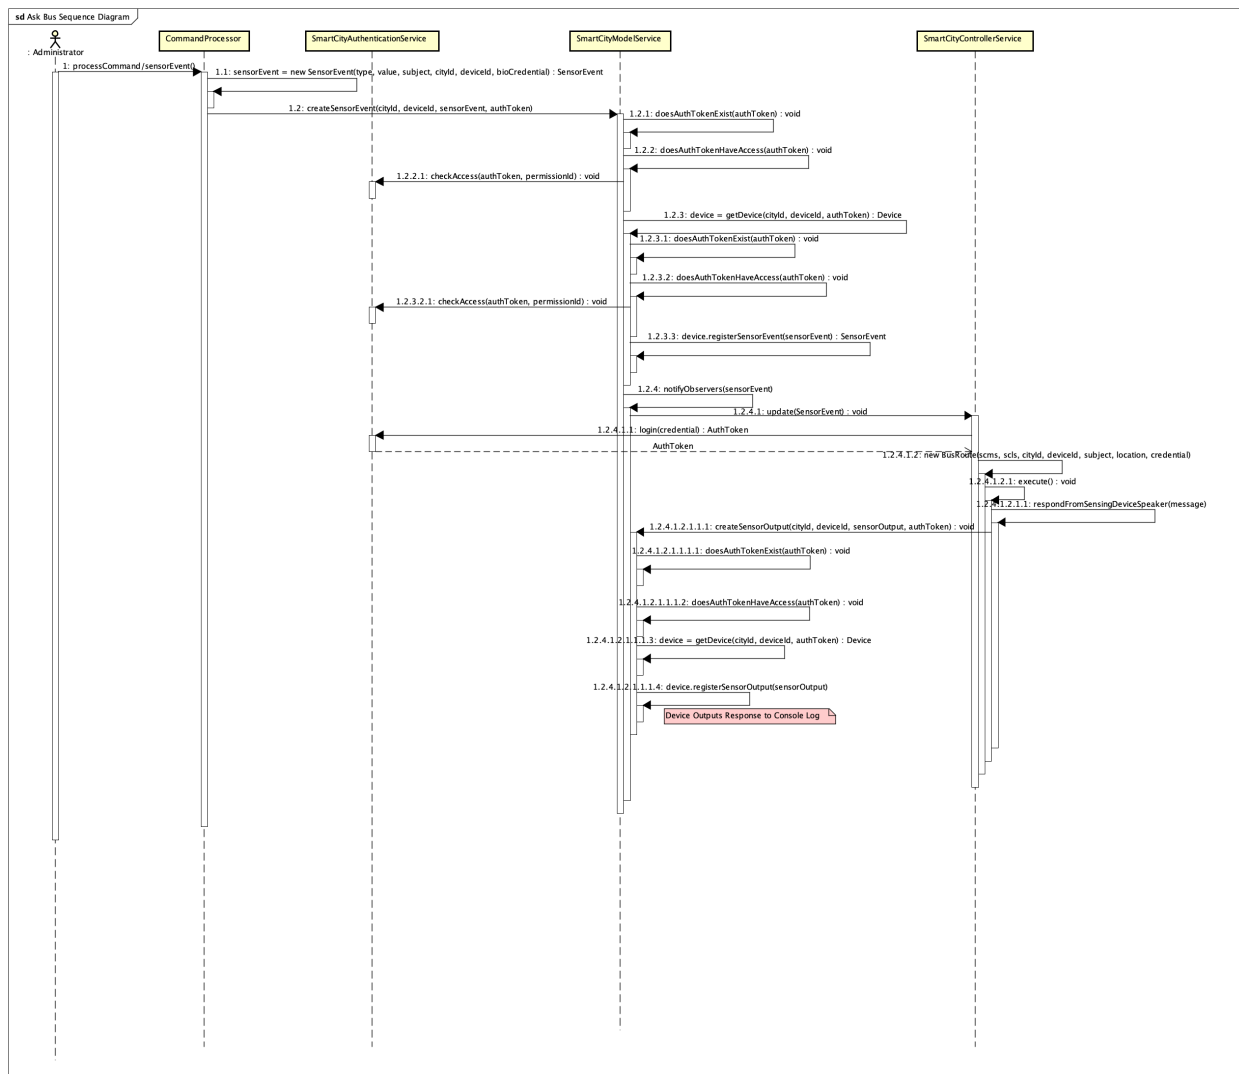 sd Ask Bus Sequence Diagram
: Administrator
CommandProcessor
SmartCityAuthenticationService
SmartCityModelService
SmartCityControllerService
1: processCommand/sensorEvent()
1.1: sensorEvent = new SensorEvent(type, value, subject, cityId, deviceId, bioCredential) : SensorEvent
1.2: createSensorEvent(cityId, deviceId, sensorEvent, authToken)
1.2.1: doesAuthTokenExist(authToken) : void
1.2.2: doesAuthTokenHaveAccess(authToken) : void
1.2.2.1: checkAccess(authToken, permissionId) : void
1.2.3: device = getDevice(cityId, deviceId, authToken) : Device
1.2.3.1: doesAuthTokenExist(authToken) : void
1.2.3.2: doesAuthTokenHaveAccess(authToken) : void
1.2.3.2.1: checkAccess(authToken, permissionId) : void
1.2.3.3: device.registerSensorEvent(sensorEvent) : SensorEvent
1.2.4: notifyObservers(sensorEvent)
1.2.4.1: update(SensorEvent) : void
1.2.4.1.1: login(credential) : AuthToken
AuthToken
1.2.4.1.2: new BusRoute(scms, scls, cityId, deviceId, subject, location, credential)
1.2.4.1.2.1: execute() : void
1.2.4.1.2.1.1: respondFromSensingDeviceSpeaker(message)
1.2.4.1.2.1.1.1: createSensorOutput(cityId, deviceId, sensorOutput, authToken) : void
1.2.4.1.2.1.1.1.1: doesAuthTokenExist(authToken) : void
1.2.4.1.2.1.1.1.2: doesAuthTokenHaveAccess(authToken) : void
1.2.4.1.2.1.1.1.3: device = getDevice(cityId, deviceId, authToken) : Device
1.2.4.1.2.1.1.1.4: device.registerSensorOutput(sensorOutput)
Device Outputs Response to Console Log